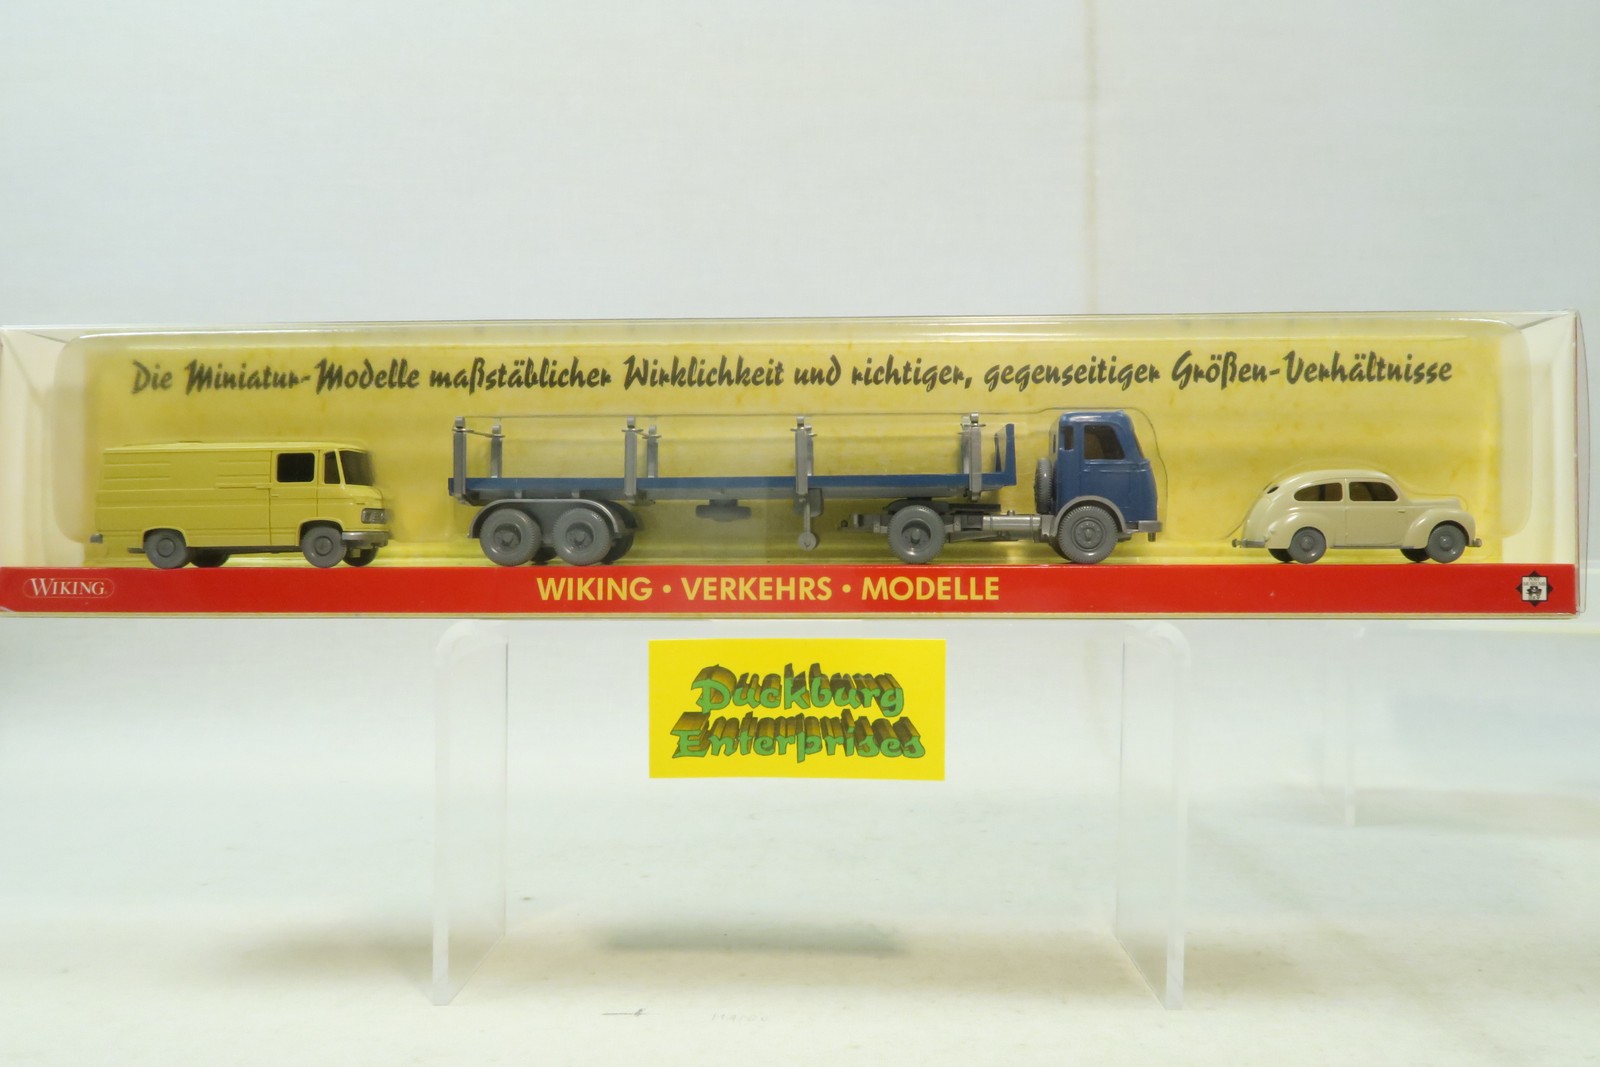 Die Miniatur-Modelle maßstäblicher Wirklichkeit und richtiger, gegenseitiger Größen-Verhältnisse
WIKING
WIKING • VERKEHRS • MODELLE
Duckburg
Enterprises